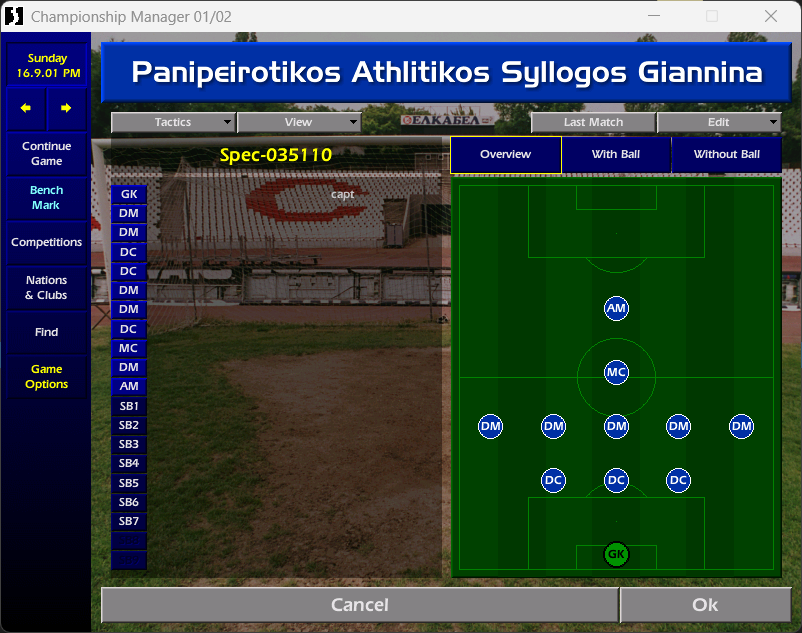 Championship Manager 01/02
Sunday
16.9.01 PM
Continue
Game
Bench
Mark
Competitions
Nations
& Clubs
Find
Game
Options
Panipeirotikos Athlitikos Syllogos Giannina
Tactics
View
ΕΛΚΑΒΕΛ
Last Match
Edit
Spec-035110
Overview
With Ball
Without Ball
GK
capt
DM
DM
DC
DC
DM
DM
DC
MC
DM
AM
SB1
SB2
SB3
SB4
SB5
SB6
SB7
AM
MC
DM DM DM DM DM
DC DC DC
GK
Cancel
Ok